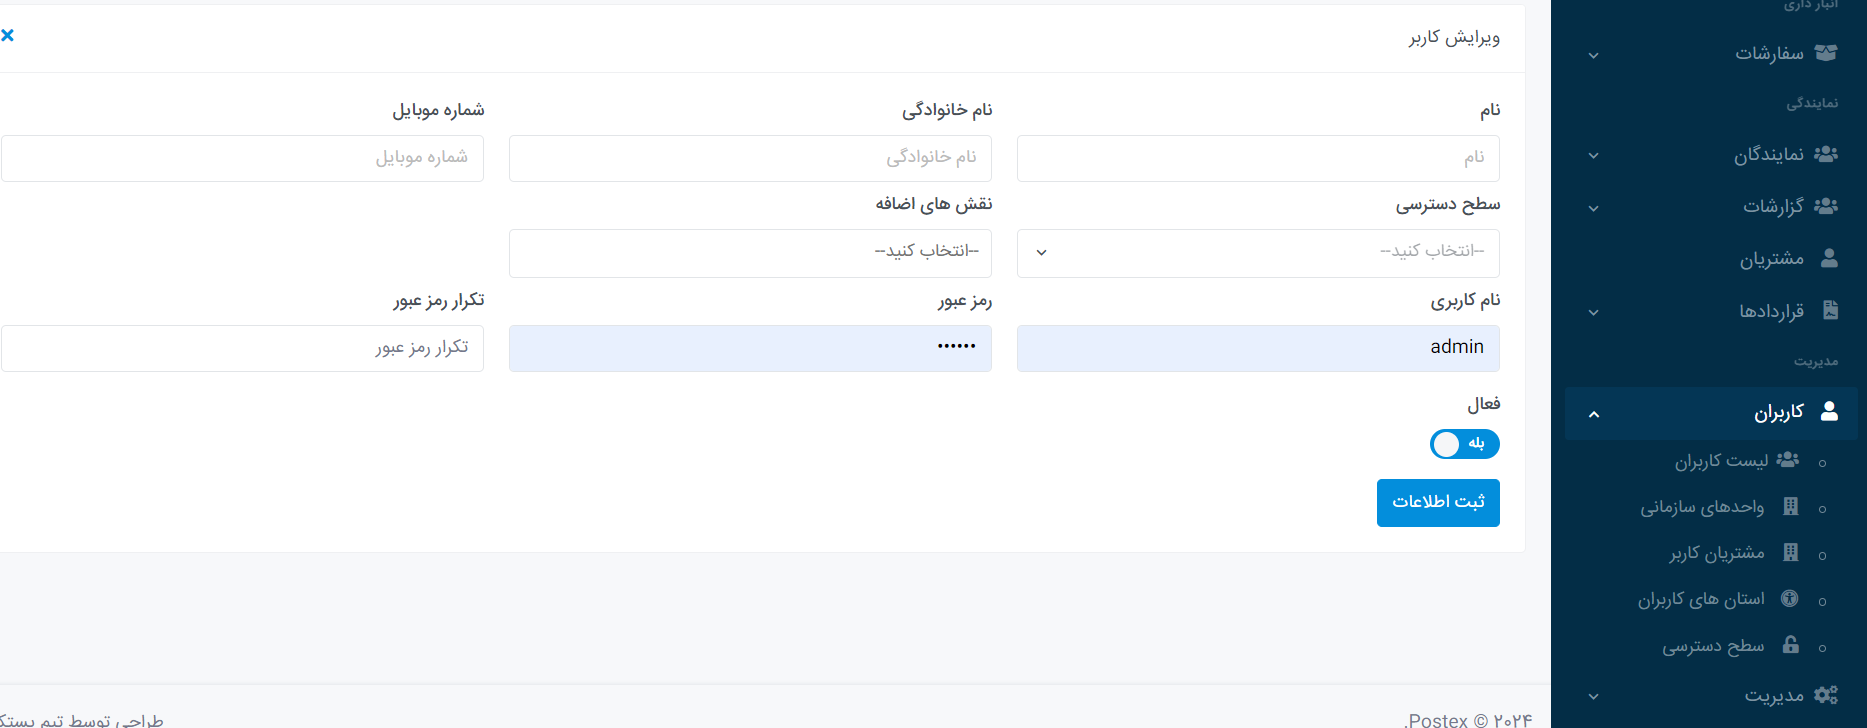 انبار داری
سفارشات
نمایندگی
نمایندگان
گزارشات
مشتریان
قراردادها
مدیریت
کاربران
لیست کاربران
واحدهای سازمانی
مشتریان کاربر
استان های کاربران
سطح دسترسی
مدیریت
ویرایش کاربر
نام
نام خانوادگی
شماره موبایل
نام
نام خانوادگی
شماره موبایل
سطح دسترسی
نقش های اضافه
--انتخاب کنید--
--انتخاب کنید--
نام کاربری
رمز عبور
تکرار رمز عبور
admin
••••••
تکرار رمز عبور
فعال
بله
ثبت اطلاعات
۲۰۲۴ © Postex.
طراحی توسط تیم